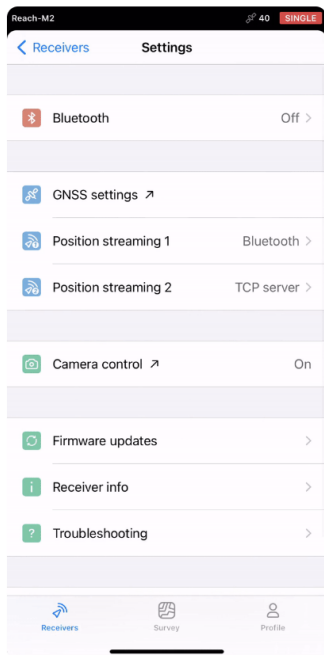 Reach-M2 40 SINGLE
Receivers Settings
Bluetooth Off
GNSS settings ↗
Position streaming 1 Bluetooth
Position streaming 2 TCP server
Camera control ↗ On
Firmware updates
Receiver info
Troubleshooting
Receivers Survey Profile